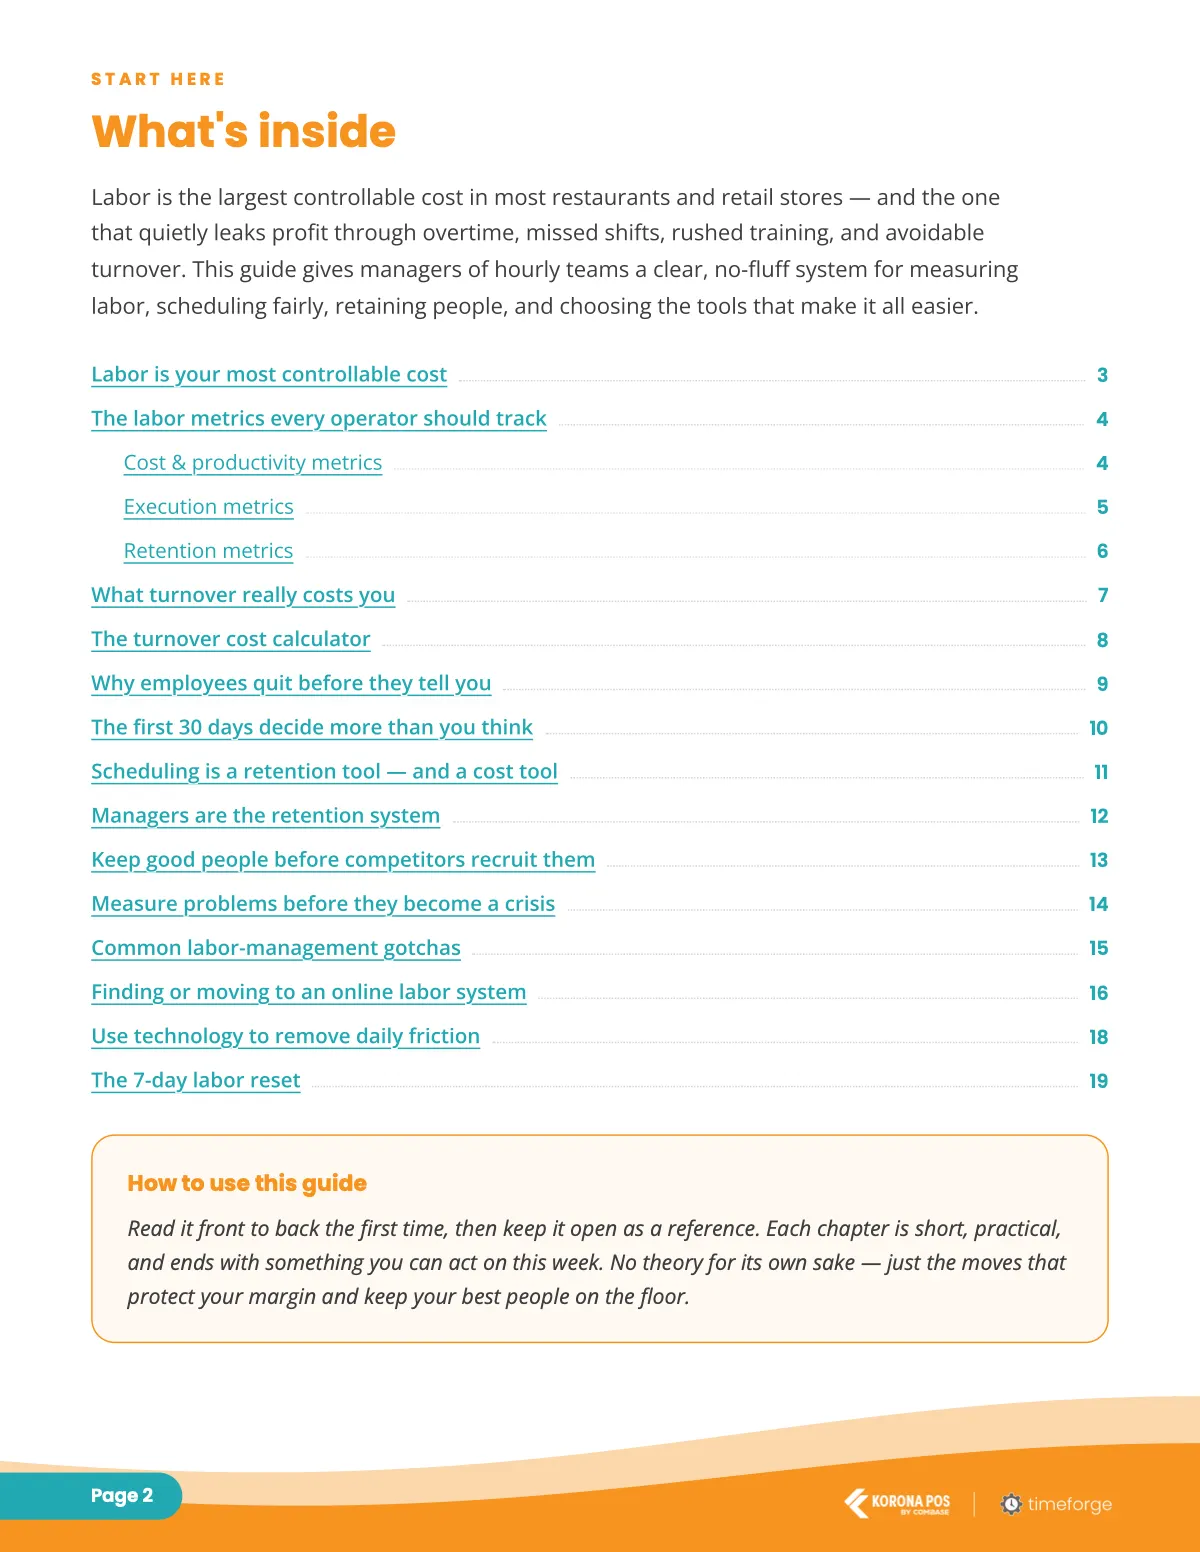 START HERE
What's inside
Labor is the largest controllable cost in most restaurants and retail stores — and the one
that quietly leaks profit through overtime, missed shifts, rushed training, and avoidable
turnover. This guide gives managers of hourly teams a clear, no-fluff system for measuring
labor, scheduling fairly, retaining people, and choosing the tools that make it all easier.
Labor is your most controllable cost 3
The labor metrics every operator should track 4
Cost & productivity metrics 4
Execution metrics 5
Retention metrics 6
What turnover really costs you 7
The turnover cost calculator 8
Why employees quit before they tell you 9
The first 30 days decide more than you think 10
Scheduling is a retention tool — and a cost tool 11
Managers are the retention system 12
Keep good people before competitors recruit them 13
Measure problems before they become a crisis 14
Common labor-management gotchas 15
Finding or moving to an online labor system 16
Use technology to remove daily friction 18
The 7-day labor reset 19
How to use this guide
Read it front to back the first time, then keep it open as a reference. Each chapter is short, practical,
and ends with something you can act on this week. No theory for its own sake — just the moves that
protect your margin and keep your best people on the floor.
Page 2
KORONA POS
BY COMBASE
timeforge